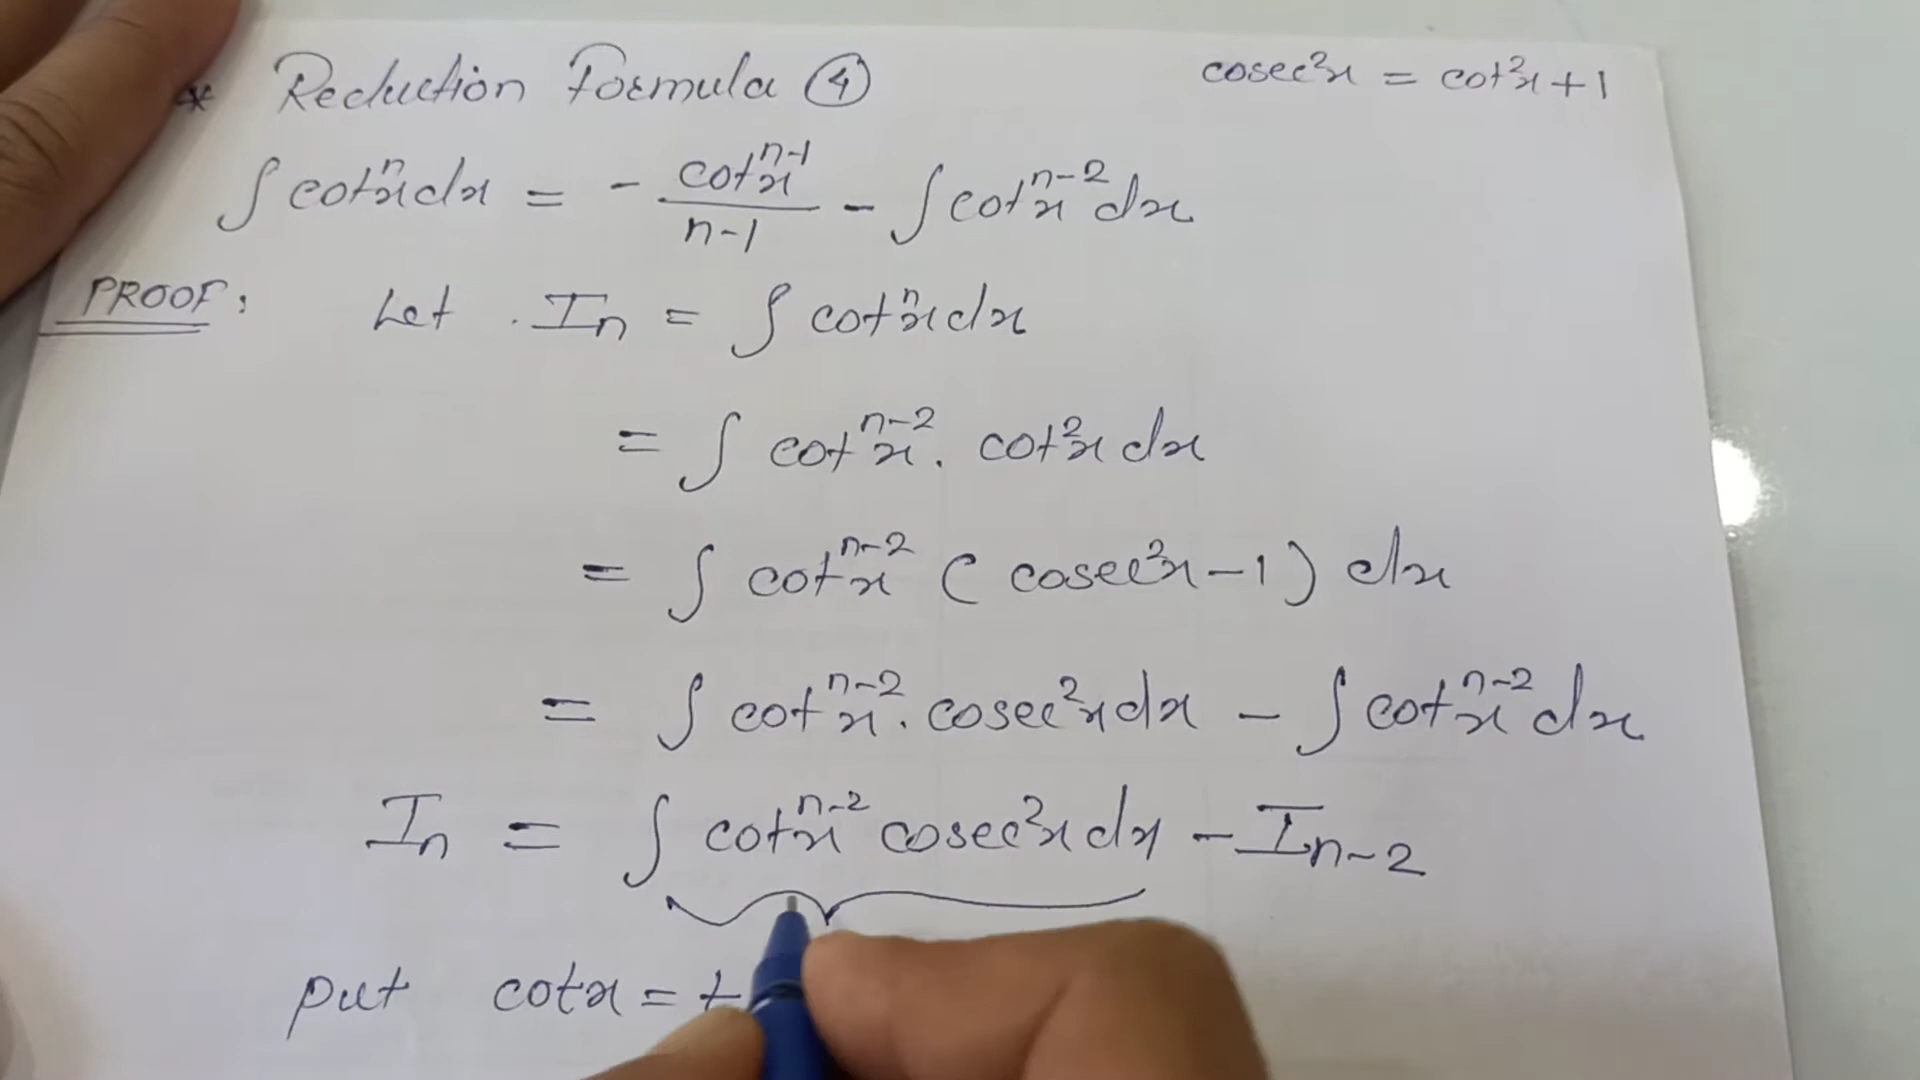 * Reduction Formula ④ cosec²x = cot²x + 1
∫ cotⁿx dx = - cotⁿ⁻¹x / n-1 - ∫ cotⁿ⁻²x dx
PROOF : Let . Iₙ = ∫ cotⁿx dx
= ∫ cotⁿ⁻²x . cot²x dx
= ∫ cotⁿ⁻²x ( cosec²x - 1 ) dx
= ∫ cotⁿ⁻²x . cosec²x dx - ∫ cotⁿ⁻²x dx
Iₙ = ∫ cotⁿ⁻²x cosec²x dx - Iₙ₋₂
put cotx = t